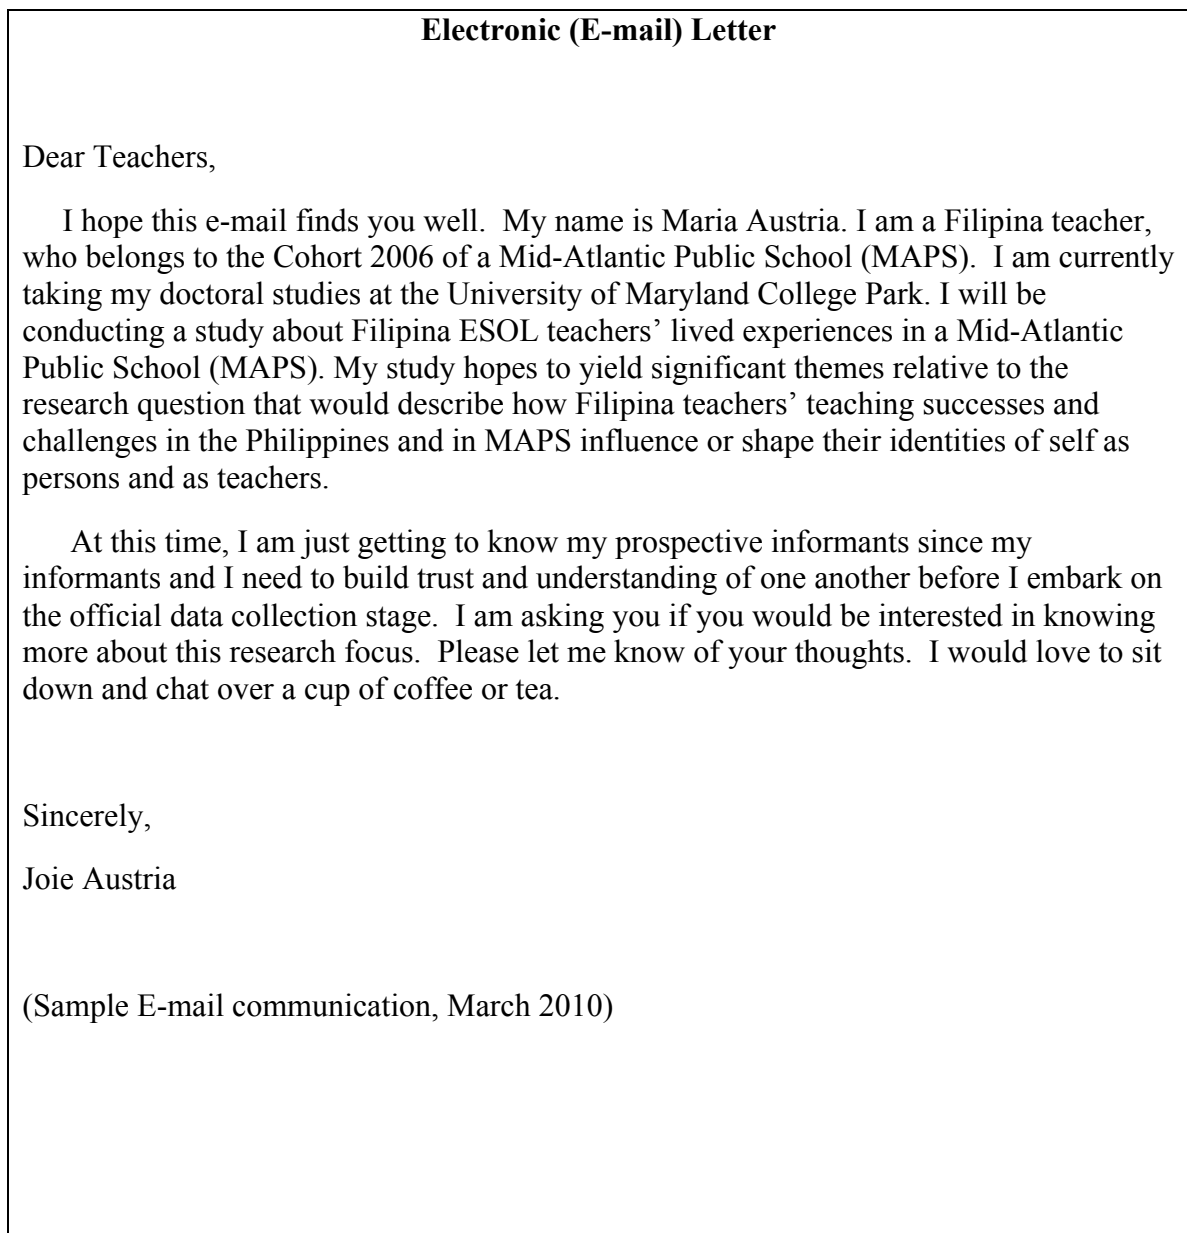 Electronic (E-mail) Letter
Dear Teachers,
I hope this e-mail finds you well.  My name is Maria Austria. I am a Filipina teacher,
who belongs to the Cohort 2006 of a Mid-Atlantic Public School (MAPS).  I am currently
taking my doctoral studies at the University of Maryland College Park. I will be
conducting a study about Filipina ESOL teachers’ lived experiences in a Mid-Atlantic
Public School (MAPS). My study hopes to yield significant themes relative to the
research question that would describe how Filipina teachers’ teaching successes and
challenges in the Philippines and in MAPS influence or shape their identities of self as
persons and as teachers.
At this time, I am just getting to know my prospective informants since my
informants and I need to build trust and understanding of one another before I embark on
the official data collection stage.  I am asking you if you would be interested in knowing
more about this research focus.  Please let me know of your thoughts.  I would love to sit
down and chat over a cup of coffee or tea.
Sincerely,
Joie Austria
(Sample E-mail communication, March 2010)